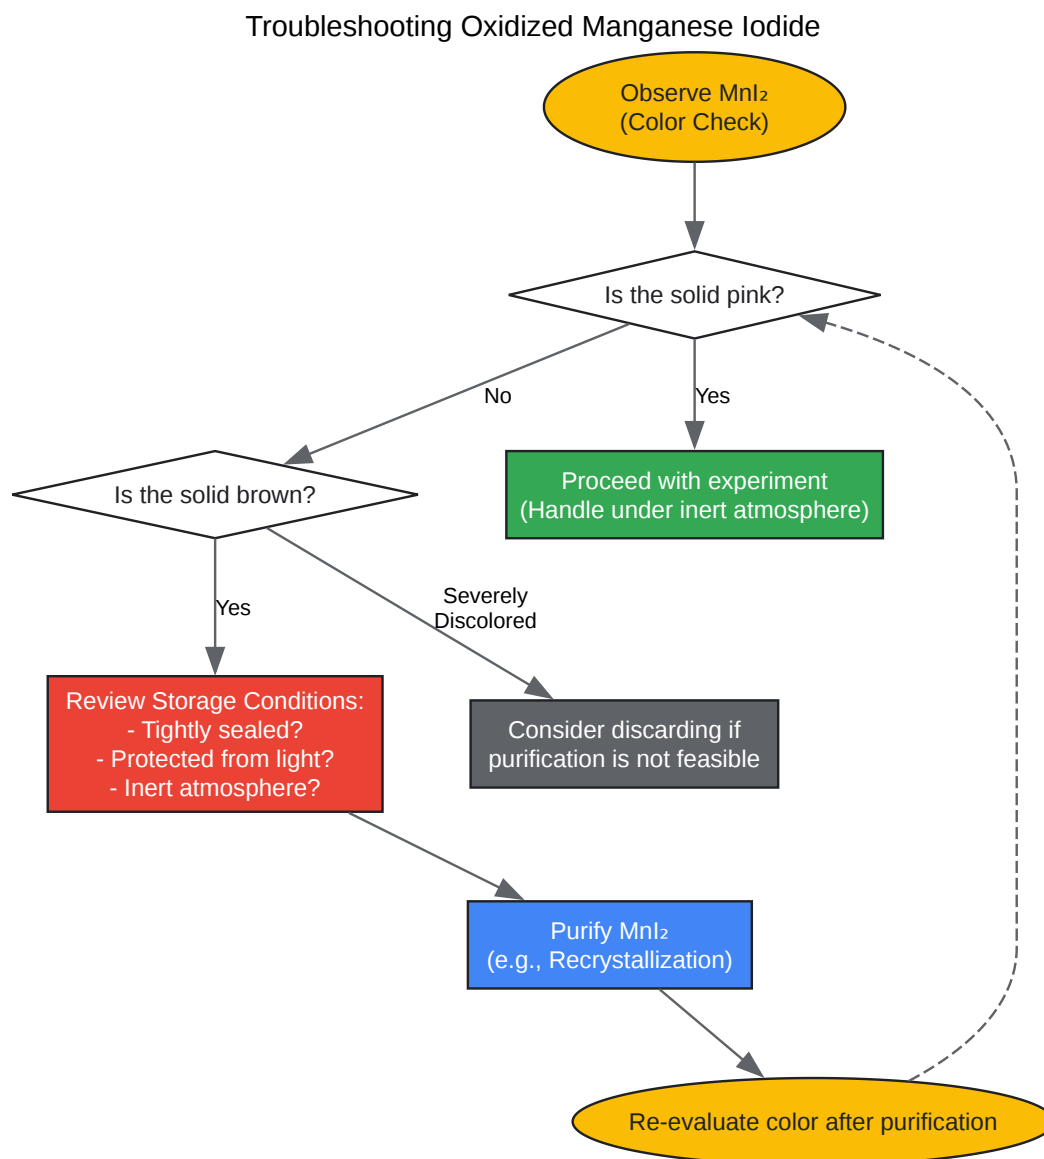 Troubleshooting Oxidized Manganese Iodide
Observe MnI₂
(Color Check)
Is the solid pink?
No
Yes
Is the solid brown?
Proceed with experiment
(Handle under inert atmosphere)
Yes
Severely
Discolored
Review Storage Conditions:
- Tightly sealed?
- Protected from light?
- Inert atmosphere?
Consider discarding if
purification is not feasible
Purify MnI₂
(e.g., Recrystallization)
Re-evaluate color after purification